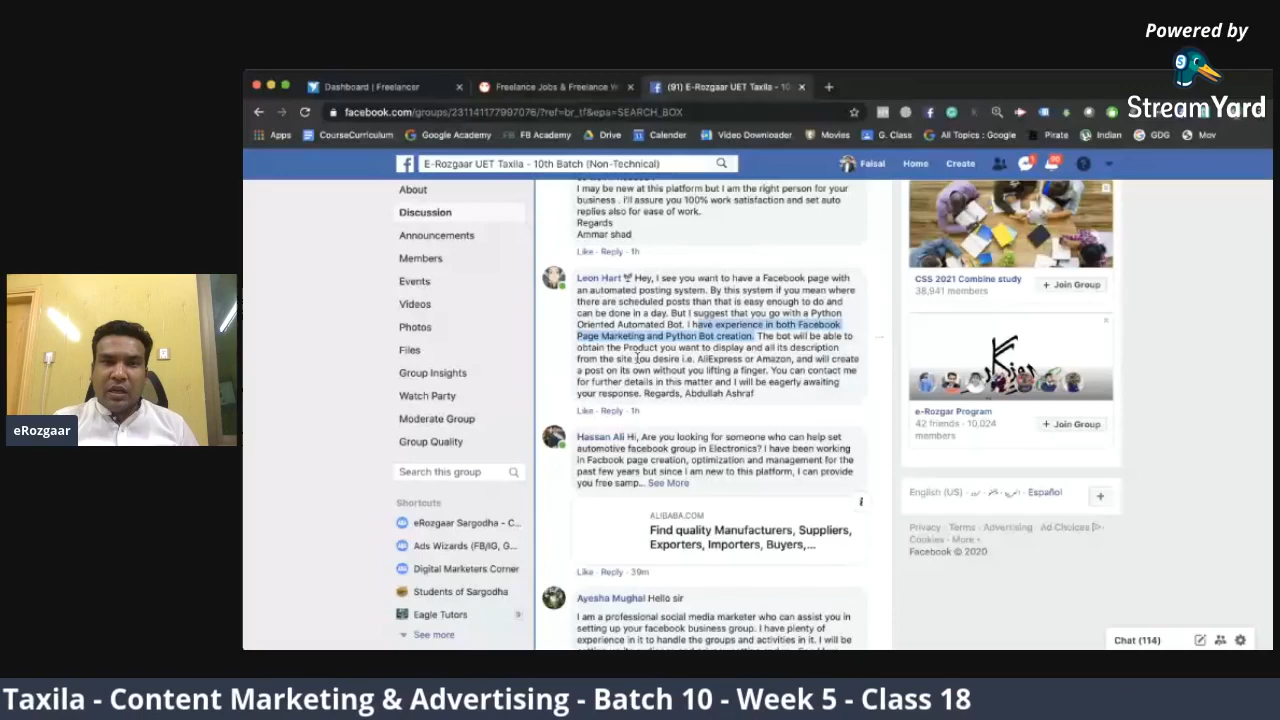 Powered by
StreamYard
Dashboard | Freelancer
Freelance Jobs & Freelance W
(91) E-Rozgaar UET Taxila - 10
facebook.com/groups/231141177997076/?ref=br_tf&epa=SEARCH_BOX
Apps CourseCurriculum Google Academy FB Academy Drive Calendar Video Downloader Movies G. Class All Topics : Google Pirate Indian GDG Mov
E-Rozgaar UET Taxila - 10th Batch (Non-Technical)
Faisal Home Create
About
Discussion
Announcements
Members
Events
Videos
Photos
Files
Group Insights
Watch Party
Moderate Group
Group Quality
Search this group
Shortcuts
eRozgaar Sargodha - C...
Ads Wizards (FB/IG, G...
Digital Marketers Corner
Students of Sargodha
Eagle Tutors 9
See more
I may be new at this platform but I am the right person for your
business . i'll assure you 100% work satisfaction and set auto
replies also for ease of work.
Regards
Ammar shad
Like · Reply · 1h
Leon Hart Hey, I see you want to have a Facebook page with
an automated posting system. By this system if you mean where
there are scheduled posts than that is easy enough to do and
can be done in a day. But I suggest that you go with a Python
Oriented Automated Bot. I have experience in both Facebook
Page Marketing and Python Bot creation. The bot will be able to
obtain the Product you want to display and all its description
from the site you desire i.e. AliExpress or Amazon, and will create
a post on its own without you lifting a finger. You can contact me
for further details in this matter and I will be eagerly awaiting
your response. Regards, Abdullah Ashraf
Like · Reply · 1h
Hassan Ali Hi, Are you looking for someone who can help set
automotive facebook group in Electronics? I have been working
in Facbook page creation, optimization and management for the
past few years but since I am new to this platform, I can provide
you free samp... See More
ALIBABA.COM
Find quality Manufacturers, Suppliers,
Exporters, Importers, Buyers,...
Like · Reply · 39m
Ayesha Mughal Hello sir
I am a professional social media marketer who can assist you in
setting up your facebook business group. I have plenty of
experience in it to handle the groups and activities in it. I will be
CSS 2021 Combine study
38,941 members
+ Join Group
e-Rozgar Program
42 friends · 10,024
members
+ Join Group
English (US) · Español
Privacy · Terms · Advertising · Ad Choices
Cookies · More
Facebook © 2020
Chat (114)
eRozgaar
Taxila - Content Marketing & Advertising - Batch 10 - Week 5 - Class 18